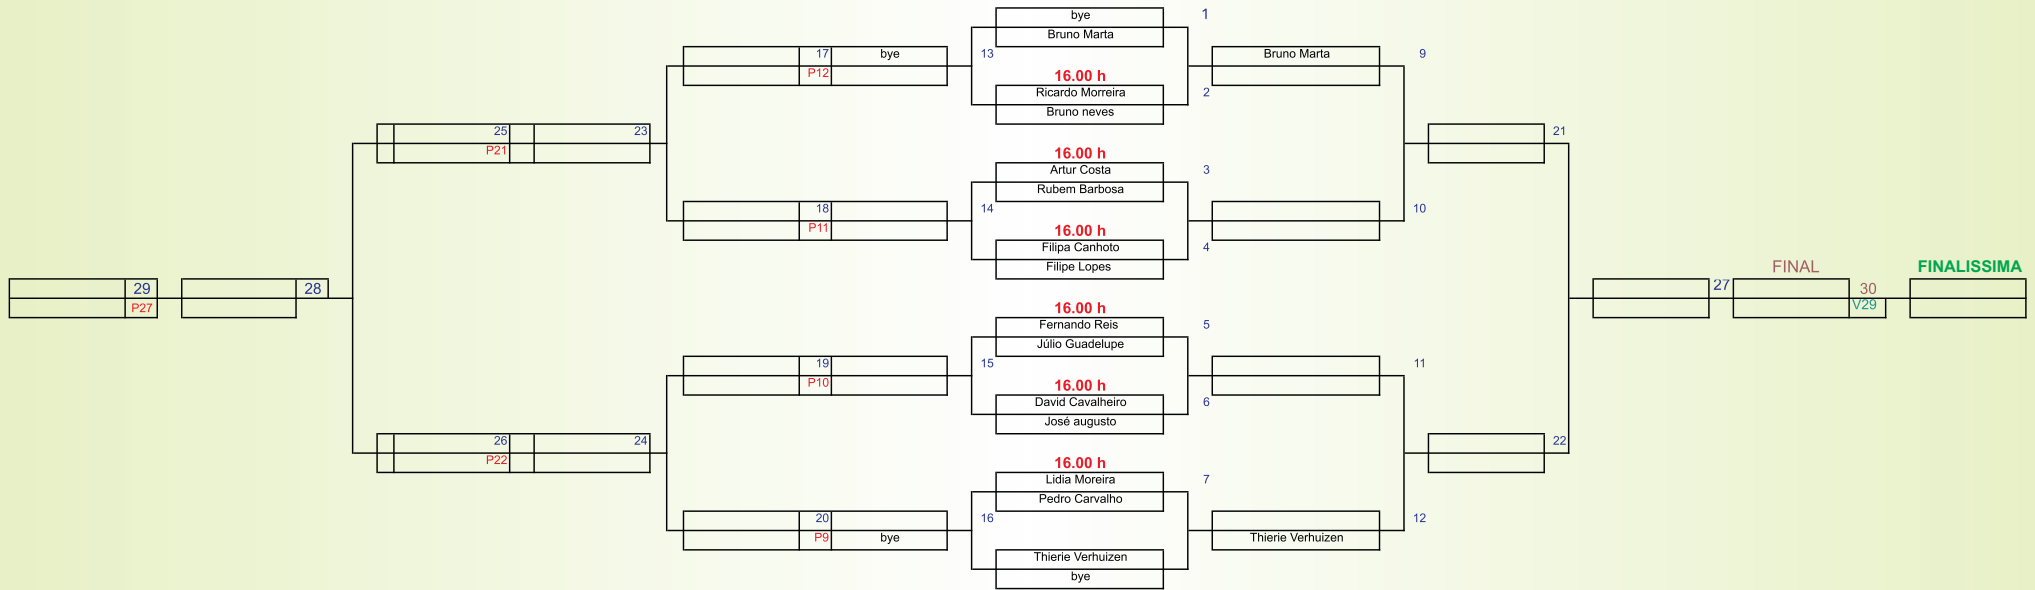 bye 1
Bruno Marta
17 bye 13 Bruno Marta 9
P12 16.00 h
Ricardo Morreira 2
Bruno neves
25 23 21
P21 16.00 h
Artur Costa 3
Rubem Barbosa
18 14 10
P11 16.00 h
Filipa Canhoto 4
Filipe Lopes FINAL FINALISSIMA
29 28 27 30
P27 16.00 h V29
Fernando Reis 5
Júlio Guadelupe
19 15 11
P10 16.00 h
David Cavalheiro 6
José augusto
26 24 22
P22 16.00 h
Lidia Moreira 7
Pedro Carvalho
20 16 12
P9 bye Thierie Verhuizen
Thierie Verhuizen
bye